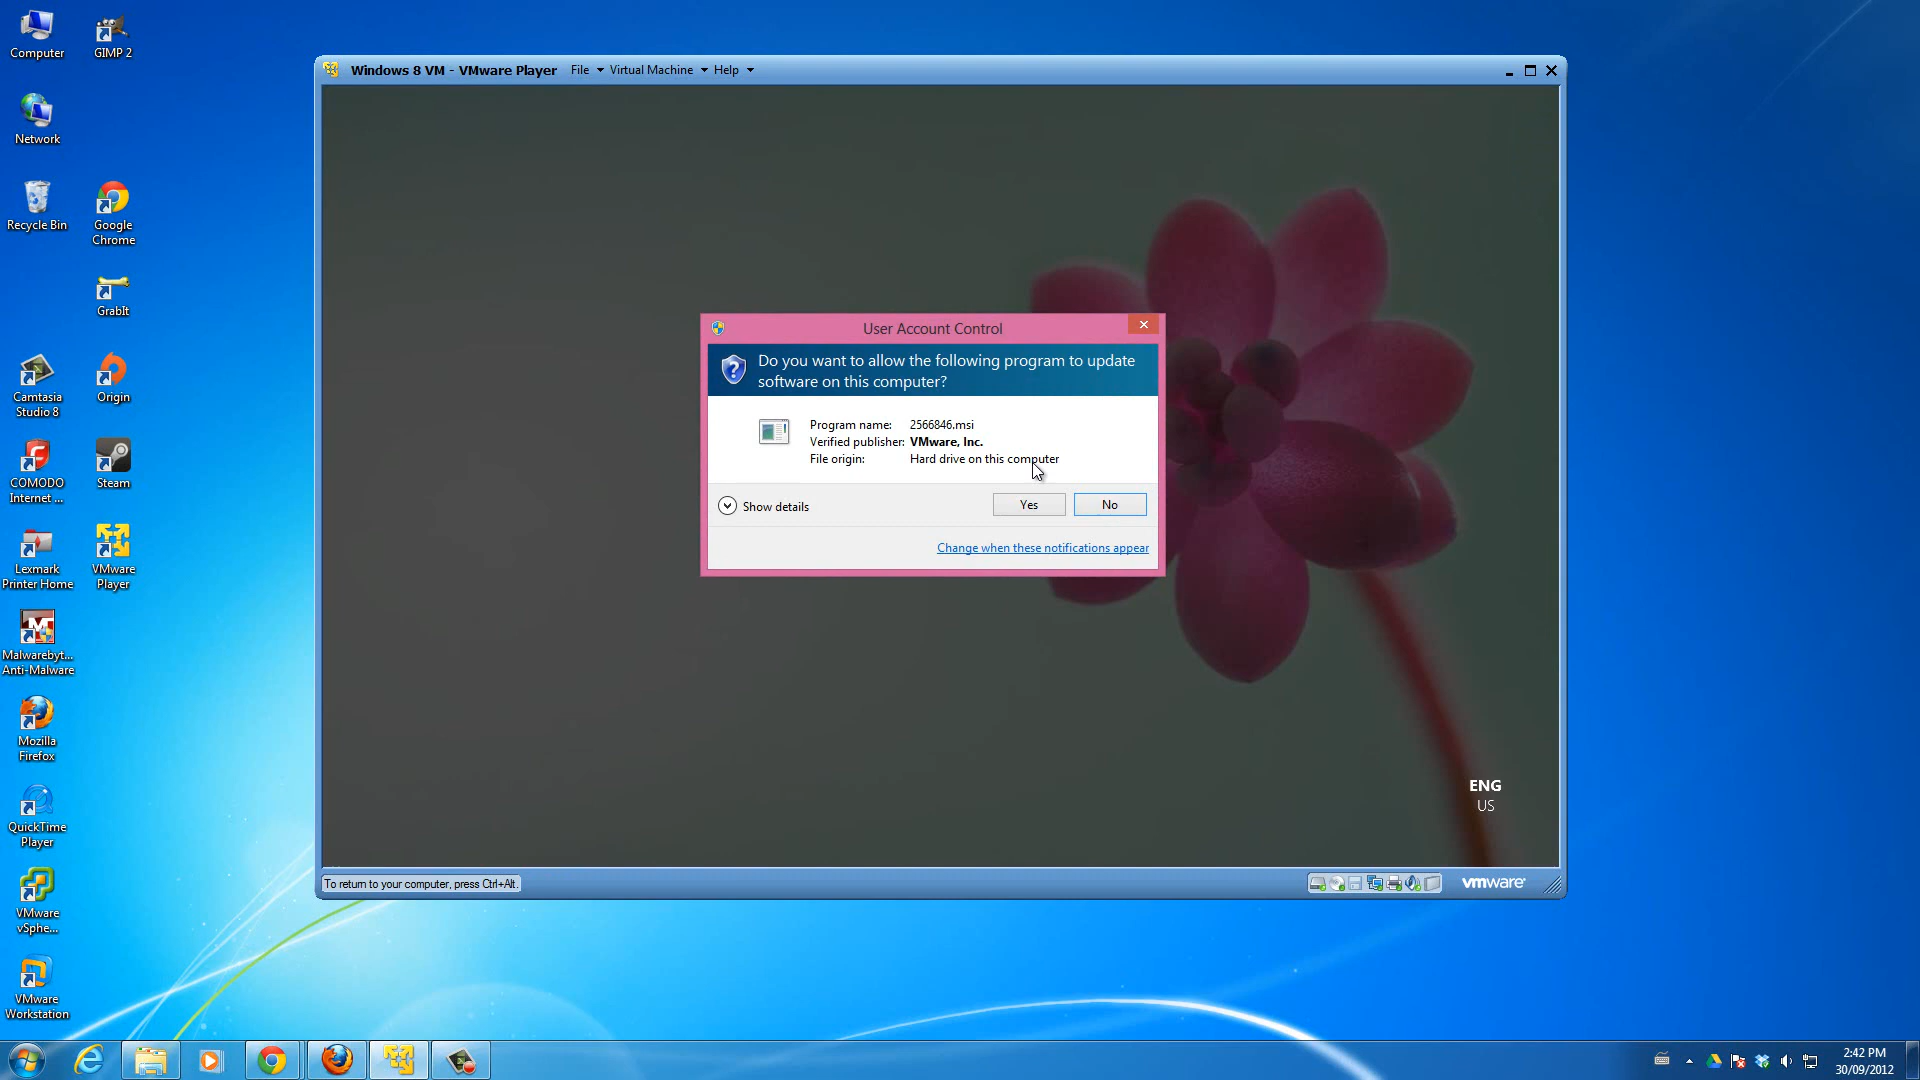 Computer
GIMP 2
Network
Recycle Bin
Google
Chrome
GrabIt
Camtasia
Studio 8
Origin
COMODO
Internet ...
Steam
Lexmark
Printer Home
VMware
Player
Malwarebyt...
Anti-Malware
Mozilla
Firefox
QuickTime
Player
VMware
vSphe...
VMware
Workstation
Windows 8 VM - VMware Player File Virtual Machine Help
User Account Control
Do you want to allow the following program to update
software on this computer?
Program name: 2566846.msi
Verified publisher: VMware, Inc.
File origin: Hard drive on this computer
Show details
Yes
No
Change when these notifications appear
ENG
US
To return to your computer, press Ctrl+Alt.
vmware
2:42 PM
30/09/2012